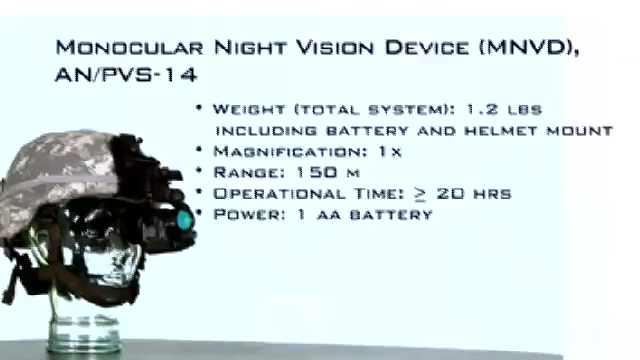 Monocular Night Vision Device (MNVD),
AN/PVS-14
• Weight (total system): 1.2 lbs
including battery and helmet mount
• Magnification: 1x
• Range: 150 m
• Operational Time: ≥ 20 hrs
• Power: 1 AA battery